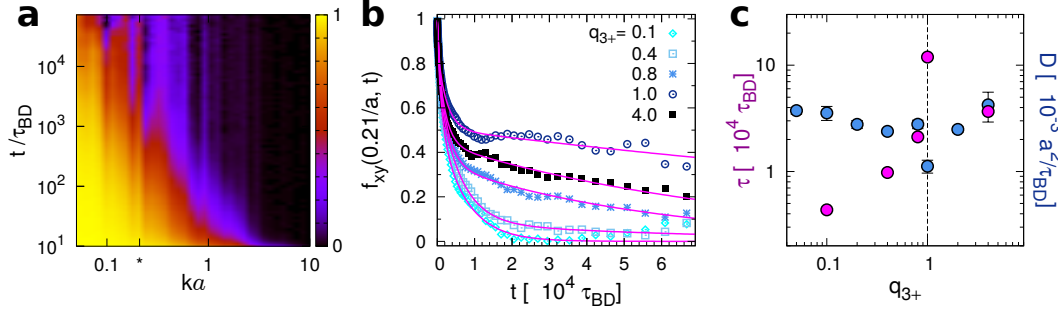 a
t / τ_BD
10^4
10^3
10^2
10^1
0.1
*
1
10
ka
1
0
b
f_xy(0.21/a, t)
1
0.8
0.6
0.4
0.2
0
0 1 2 3 4 5 6
t [ 10^4 τ_BD]
q_3+= 0.1
0.4
0.8
1.0
4.0
c
τ [ 10^4 τ_BD]
10
1
0.1
1
q_3+
D [ 10^-3 a^2/τ_BD]